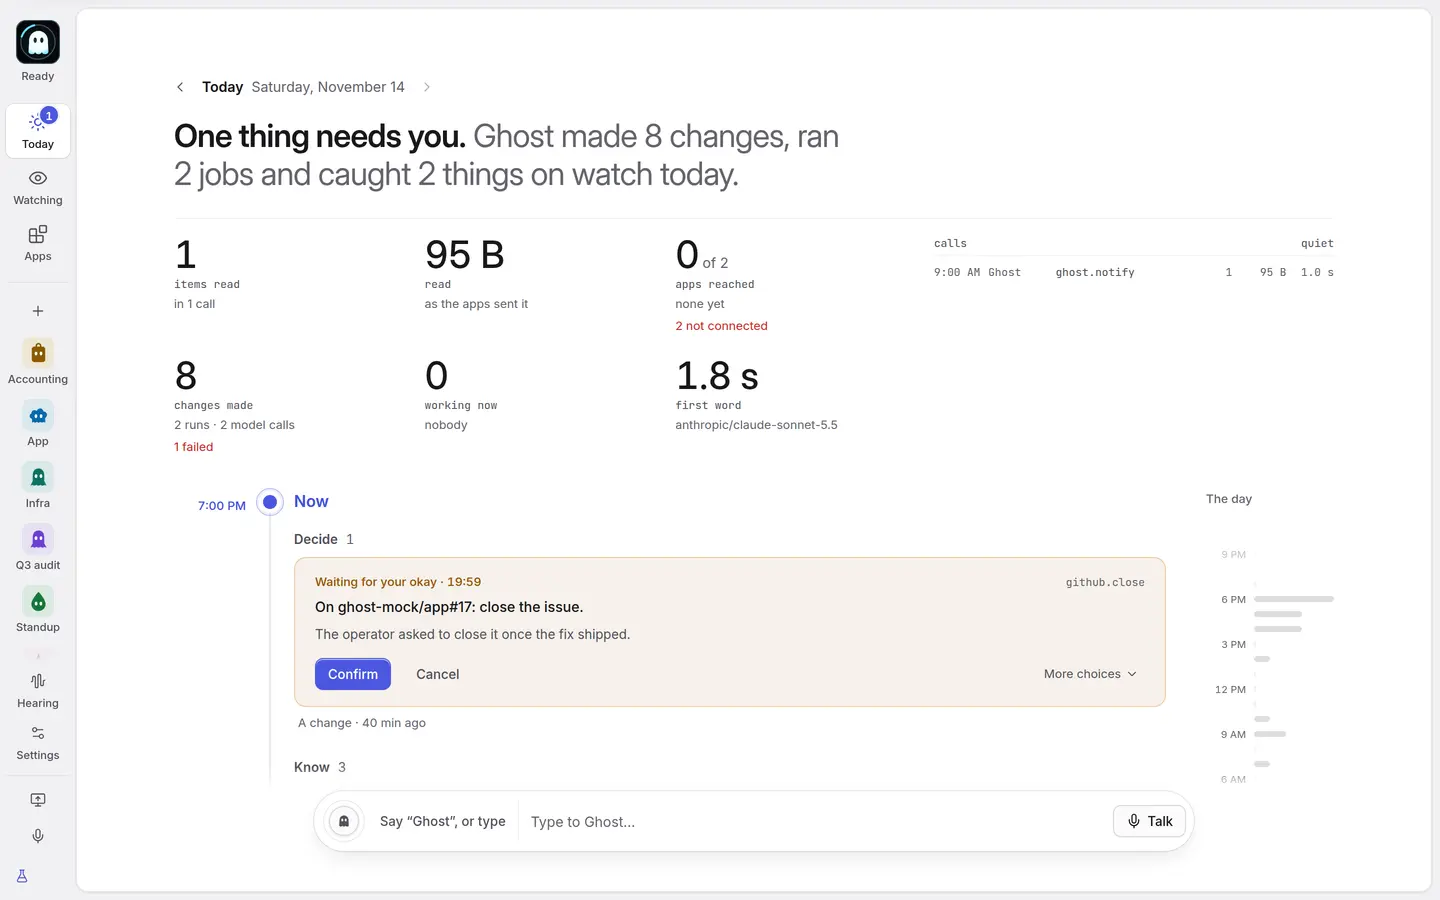 Ready
1
Today
Watching
Apps
Accounting
App
Infra
Q3 audit
Standup
Hearing
Settings
Today Saturday, November 14
One thing needs you. Ghost made 8 changes, ran
2 jobs and caught 2 things on watch today.
1
items read
in 1 call
95 B
read
as the apps sent it
0 of 2
apps reached
none yet
2 not connected
calls quiet
9:00 AM Ghost ghost.notify 1 95 B 1.0 s
8
changes made
2 runs · 2 model calls
1 failed
0
working now
nobody
1.8 s
first word
anthropic/claude-sonnet-5.5
7:00 PM Now
Decide 1
Waiting for your okay · 19:59 github.close
On ghost-mock/app#17: close the issue.
The operator asked to close it once the fix shipped.
Confirm Cancel More choices
A change · 40 min ago
Know 3
The day
9 PM
6 PM
3 PM
12 PM
9 AM
6 AM
Say “Ghost”, or type Type to Ghost... Talk